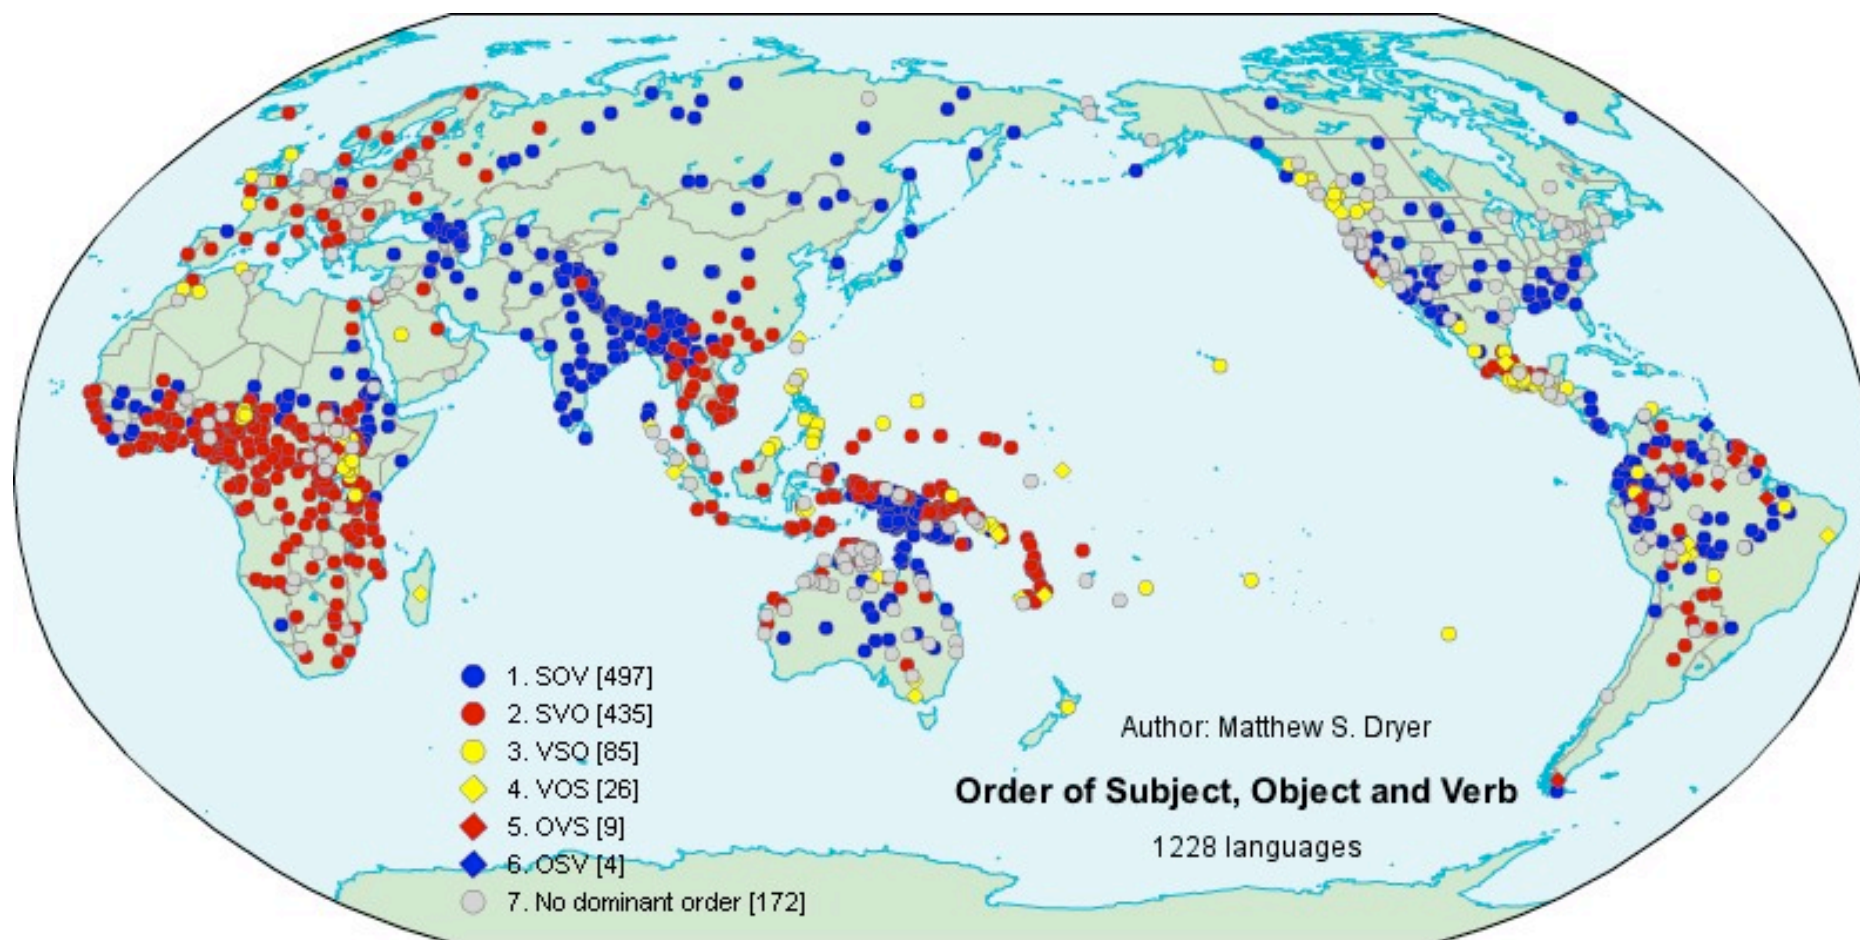 1. SOV [497]
2. SVO [435]
3. VSO [85]
4. VOS [26]
5. OVS [9]
6. OSV [4]
7. No dominant order [172]
Author: Matthew S. Dryer
Order of Subject, Object and Verb
1228 languages